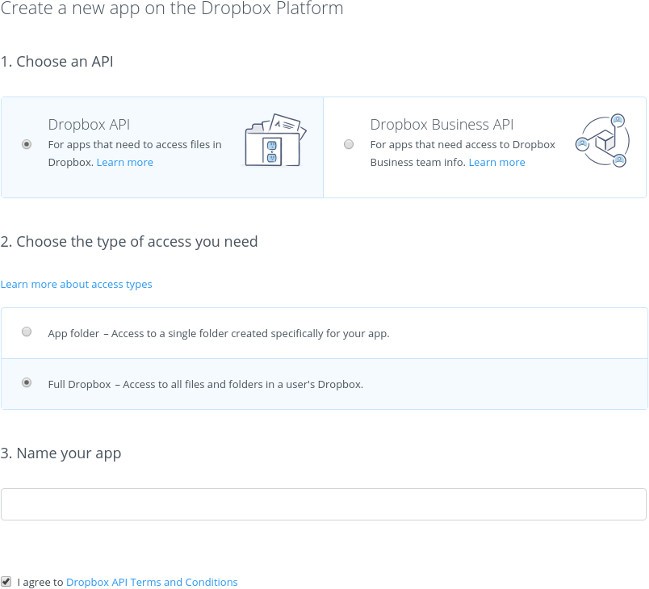 Create a new app on the Dropbox Platform
1. Choose an API
Dropbox API
For apps that need to access files in
Dropbox. Learn more
Dropbox Business API
For apps that need access to Dropbox
Business team info. Learn more
2. Choose the type of access you need
Learn more about access types
App folder – Access to a single folder created specifically for your app.
Full Dropbox – Access to all files and folders in a user's Dropbox.
3. Name your app
I agree to Dropbox API Terms and Conditions